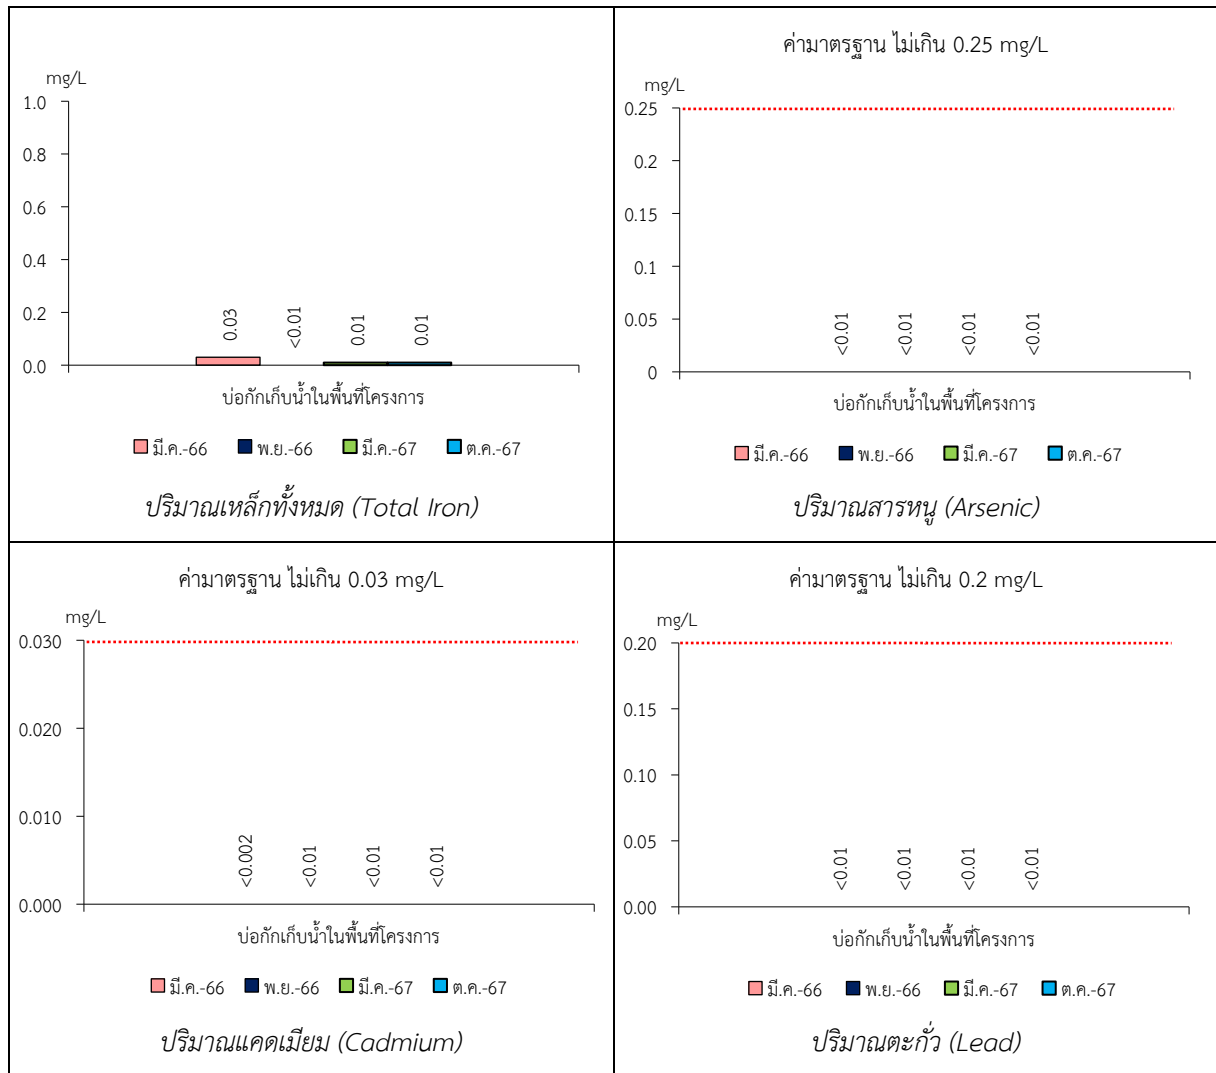 mg/L
1.0
0.8
0.6
0.4
0.2
0.0
0.03
<0.01
0.01
0.01
บ่อกักเก็บน้ำในพื้นที่โครงการ
มี.ค.-66 พ.ย.-66 มี.ค.-67 ต.ค.-67
ปริมาณเหล็กทั้งหมด (Total Iron)
ค่ามาตรฐาน ไม่เกิน 0.25 mg/L
mg/L
0.25
0.2
0.15
0.1
0.05
0
<0.01
<0.01
<0.01
<0.01
บ่อกักเก็บน้ำในพื้นที่โครงการ
มี.ค.-66 พ.ย.-66 มี.ค.-67 ต.ค.-67
ปริมาณสารหนู (Arsenic)
ค่ามาตรฐาน ไม่เกิน 0.03 mg/L
mg/L
0.030
0.020
0.010
0.000
<0.002
<0.01
<0.01
<0.01
บ่อกักเก็บน้ำในพื้นที่โครงการ
มี.ค.-66 พ.ย.-66 มี.ค.-67 ต.ค.-67
ปริมาณแคดเมียม (Cadmium)
ค่ามาตรฐาน ไม่เกิน 0.2 mg/L
mg/L
0.20
0.15
0.10
0.05
0.00
<0.01
<0.01
<0.01
<0.01
บ่อกักเก็บน้ำในพื้นที่โครงการ
มี.ค.-66 พ.ย.-66 มี.ค.-67 ต.ค.-67
ปริมาณตะกั่ว (Lead)